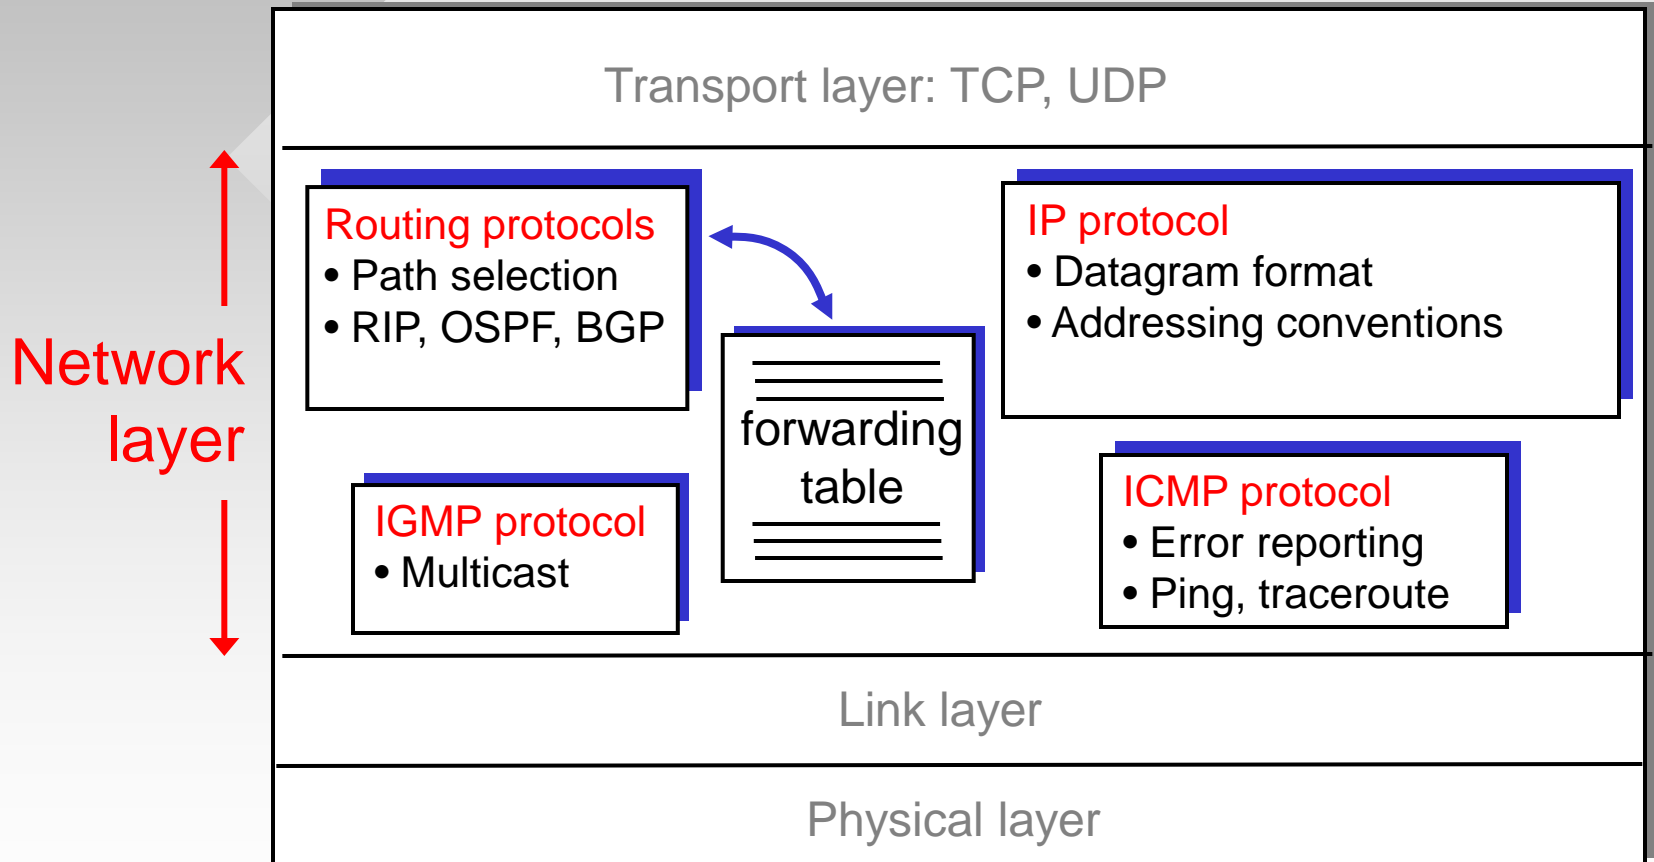 Transport layer: TCP, UDP
Network
layer
Routing protocols
• Path selection
• RIP, OSPF, BGP
IP protocol
• Datagram format
• Addressing conventions
forwarding
table
IGMP protocol
• Multicast
ICMP protocol
• Error reporting
• Ping, traceroute
Link layer
Physical layer